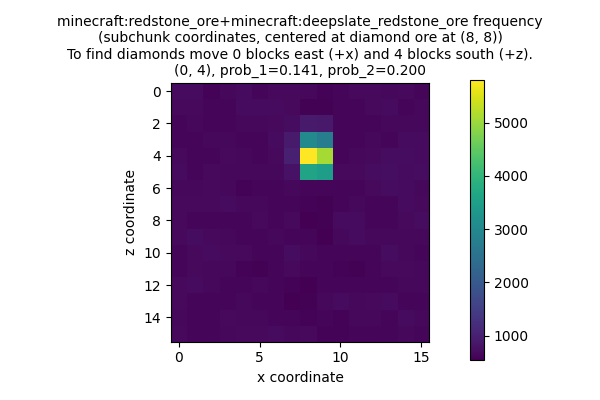 minecraft:redstone_ore+minecraft:deepslate_redstone_ore frequency
(subchunk coordinates, centered at diamond ore at (8, 8))
To find diamonds move 0 blocks east (+x) and 4 blocks south (+z).
(0, 4), prob_1=0.141, prob_2=0.200
0
2
4
6
8
10
12
14
z coordinate
0
5
10
15
x coordinate
5000
4000
3000
2000
1000